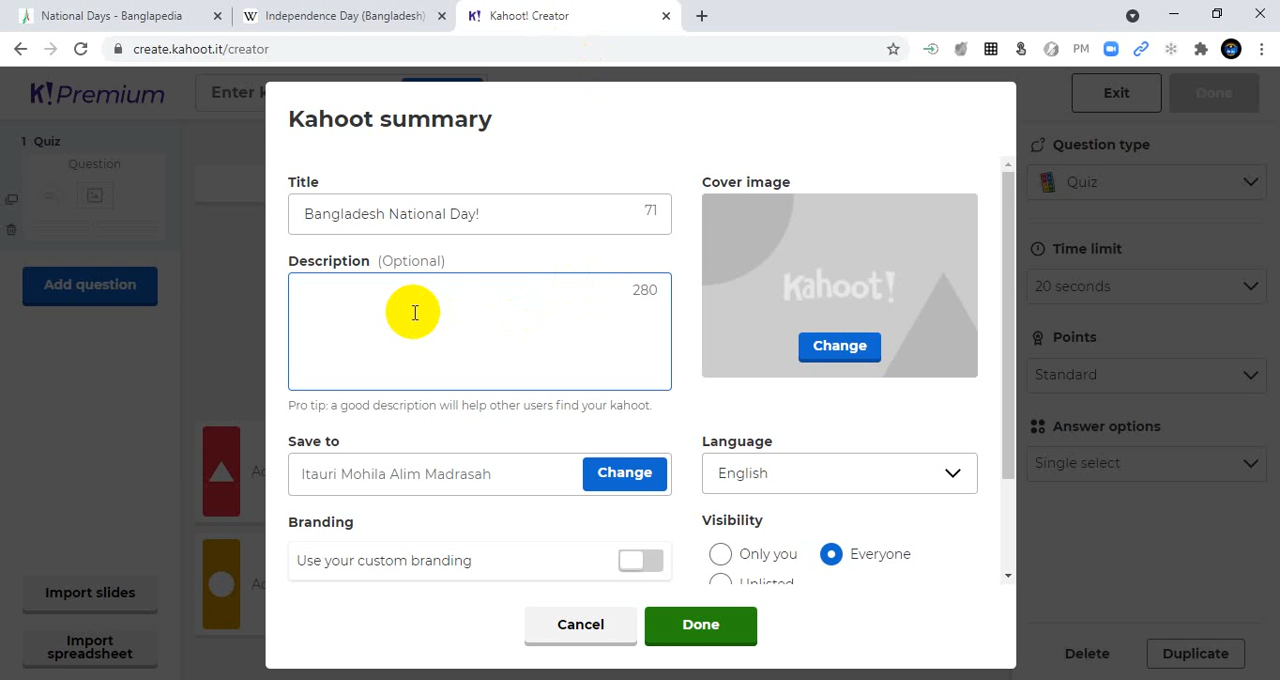 National Days - Banglapedia
Independence Day (Bangladesh)
Kahoot! Creator
create.kahoot.it/creator
PM
K!Premium
Enter k
Exit
Done
Kahoot summary
1 Quiz
Question
Add question
Import slides
Import
spreadsheet
Title
Bangladesh National Day!
71
Description (Optional)
280
Pro tip: a good description will help other users find your kahoot.
Save to
Itauri Mohila Alim Madrasah
Change
Branding
Use your custom branding
Cover image
Kahoot!
Change
Language
English
Visibility
Only you
Everyone
Unlisted
Cancel
Done
Question type
Quiz
Time limit
20 seconds
Points
Standard
Answer options
Single select
Delete
Duplicate